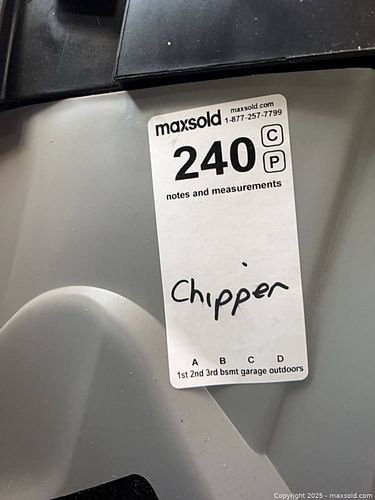 maxsold maxsold.com
1-877-257-7799
240 C
P
notes and measurements
Chipper
A B C D
1st 2nd 3rd bsmt garage outdoors
Copyright © 2025 - maxsold.com